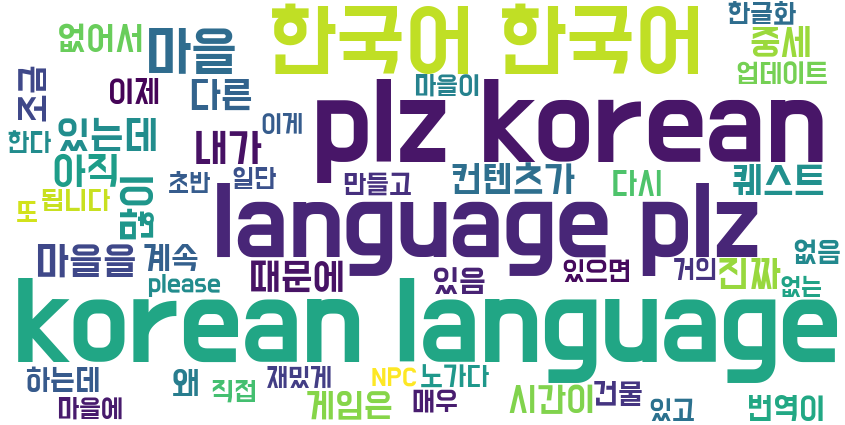 한글화
없어서
마을
한국어 한국어
중세
업데이트
조금
이제
다른
마을이
plz korean
한다
있는데
내가
이게
아직
초반
일단
만들고
컨텐츠가
다시
퀘스트
또
됩니다
많이
language plz
마을을
계속
때문에
있음
있으면
거의
진짜
없음
없는
please
korean language
하는데
왜
직접
재밌게
NPC
노가다
마을에
게임은
매우
시간이
건물
있고
번역이